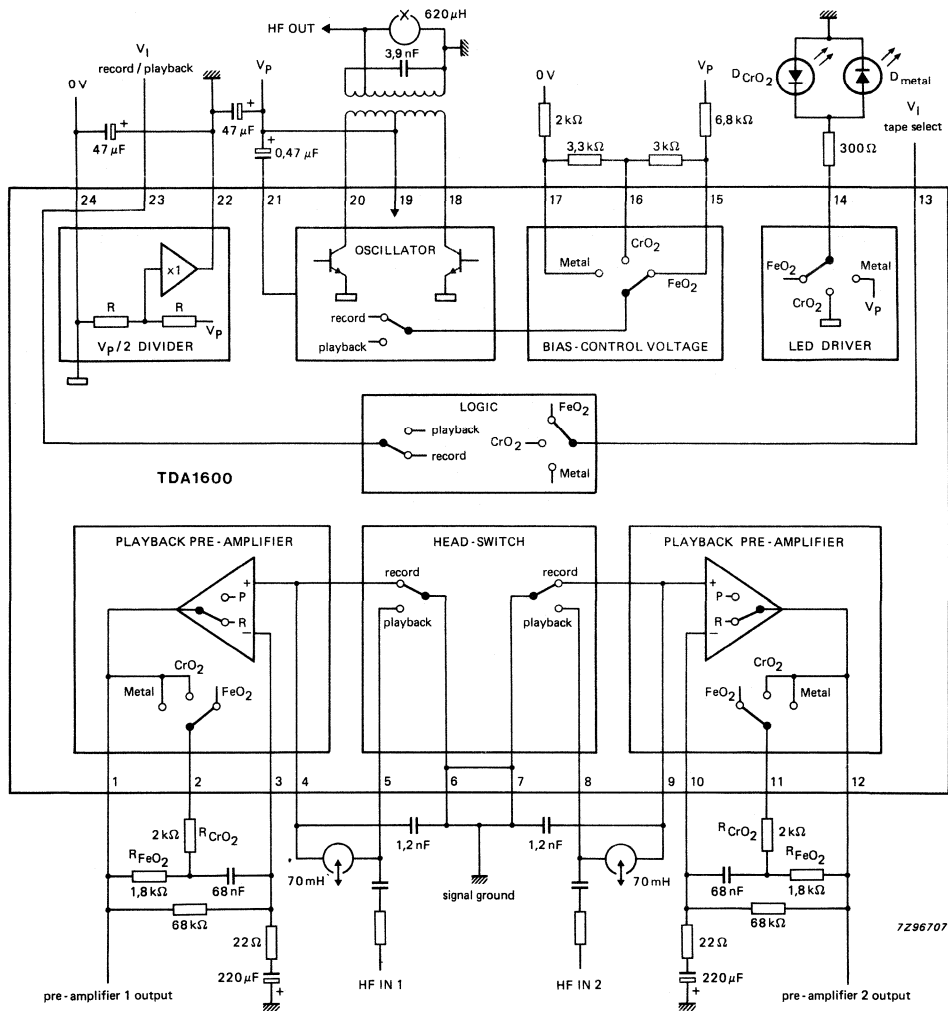 620 μH
HF OUT
3,9 nF
V_I
record / playback
0 V
V_P
47 μF
+
47 μF
+
+
0,47 μF
0 V
V_P
2 kΩ
6,8 kΩ
3,3 kΩ
3 kΩ
D_CrO2
D_metal
V_I
tape select
300 Ω
24
23
22
21
20
19
18
17
16
15
14
13
x1
R
R
V_P
V_P/2 DIVIDER
OSCILLATOR
record
playback
CrO2
Metal
FeO2
BIAS-CONTROL VOLTAGE
FeO2
Metal
CrO2
V_P
LED DRIVER
LOGIC
FeO2
playback
CrO2
record
Metal
TDA1600
PLAYBACK PRE-AMPLIFIER
+
P
R
−
CrO2
Metal
FeO2
HEAD-SWITCH
record
record
playback
playback
PLAYBACK PRE-AMPLIFIER
+
P
R
−
CrO2
FeO2
Metal
1
2
3
4
5
6
7
8
9
10
11
12
2 kΩ
R_CrO2
R_FeO2
1,8 kΩ
68 nF
68 kΩ
22 Ω
220 μF
+
pre-amplifier 1 output
1,2 nF
1,2 nF
70 mH
signal ground
70 mH
HF IN 1
HF IN 2
R_CrO2
2 kΩ
R_FeO2
68 nF
1,8 kΩ
68 kΩ
22 Ω
220 μF
+
pre-amplifier 2 output
7Z96707